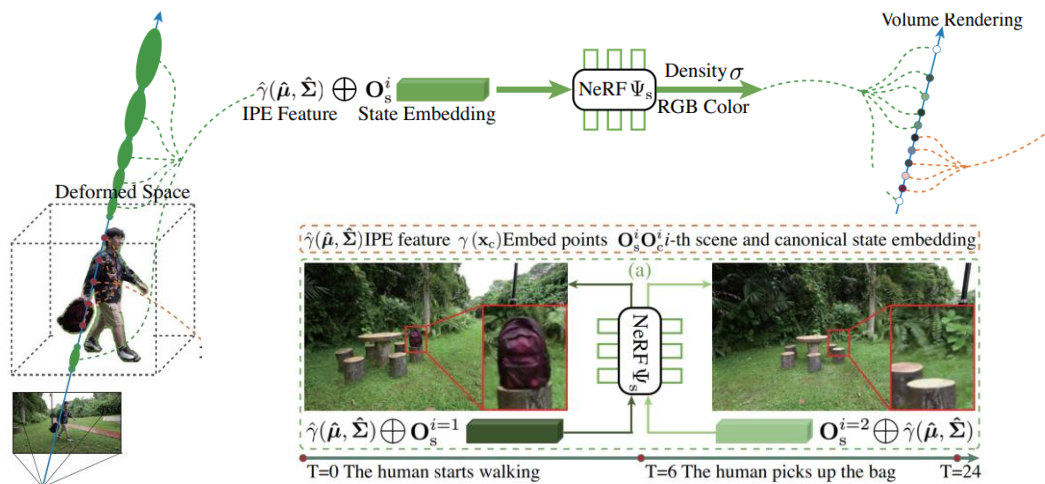 Volume Rendering
γ̂(μ̂, Σ̂) ⊕ O_s^i
IPE Feature State Embedding
NeRF Ψ_s
Density σ
RGB Color
Deformed Space
γ̂(μ̂, Σ̂)IPE feature γ(x_c)Embed points O_s^i O_c^i i-th scene and canonical state embedding
(a)
NeRF Ψ_s
γ̂(μ̂, Σ̂) ⊕ O_s^{i=1}
O_s^{i=2} ⊕ γ̂(μ̂, Σ̂)
T=0 The human starts walking
T=6 The human picks up the bag
T=24